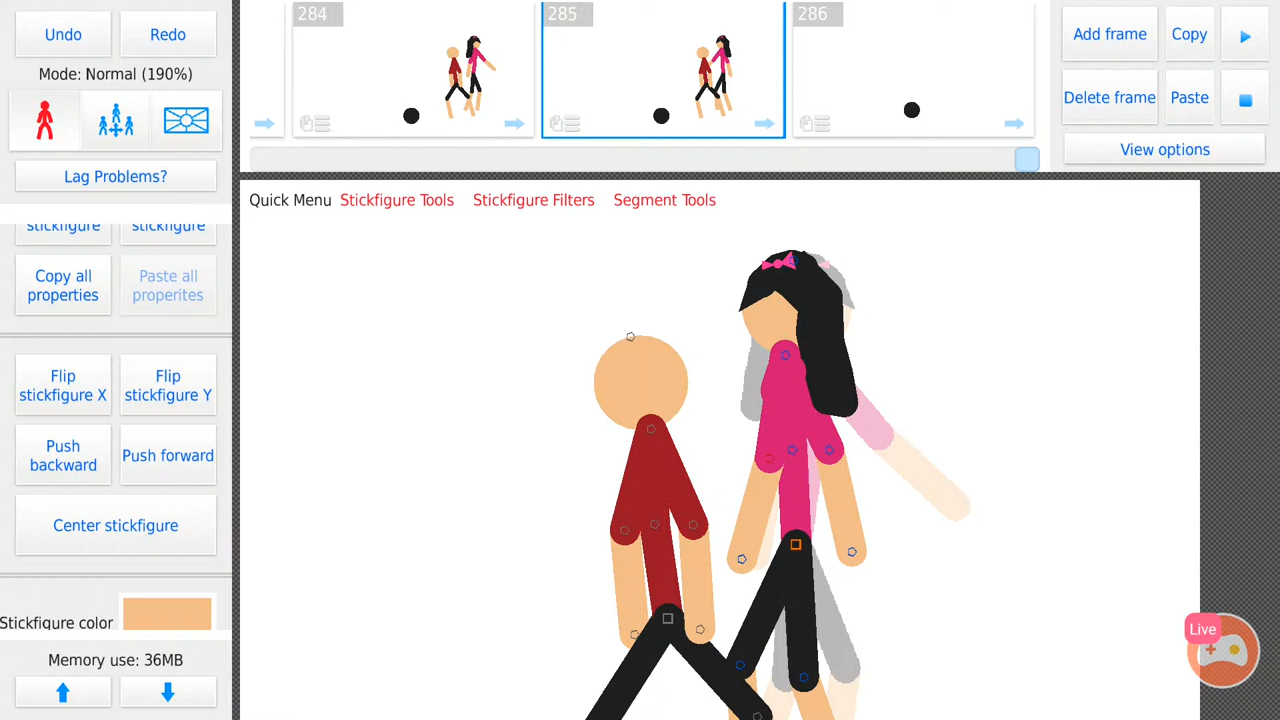 Undo
Redo
Mode: Normal (190%)
Lag Problems?
stickfigure
stickfigure
Copy all
properties
Paste all
properites
Flip
stickfigure X
Flip
stickfigure Y
Push
backward
Push forward
Center stickfigure
Stickfigure color
Memory use: 36MB
284
285
286
Add frame
Copy
Delete frame
Paste
View options
Quick Menu
Stickfigure Tools
Stickfigure Filters
Segment Tools
Live